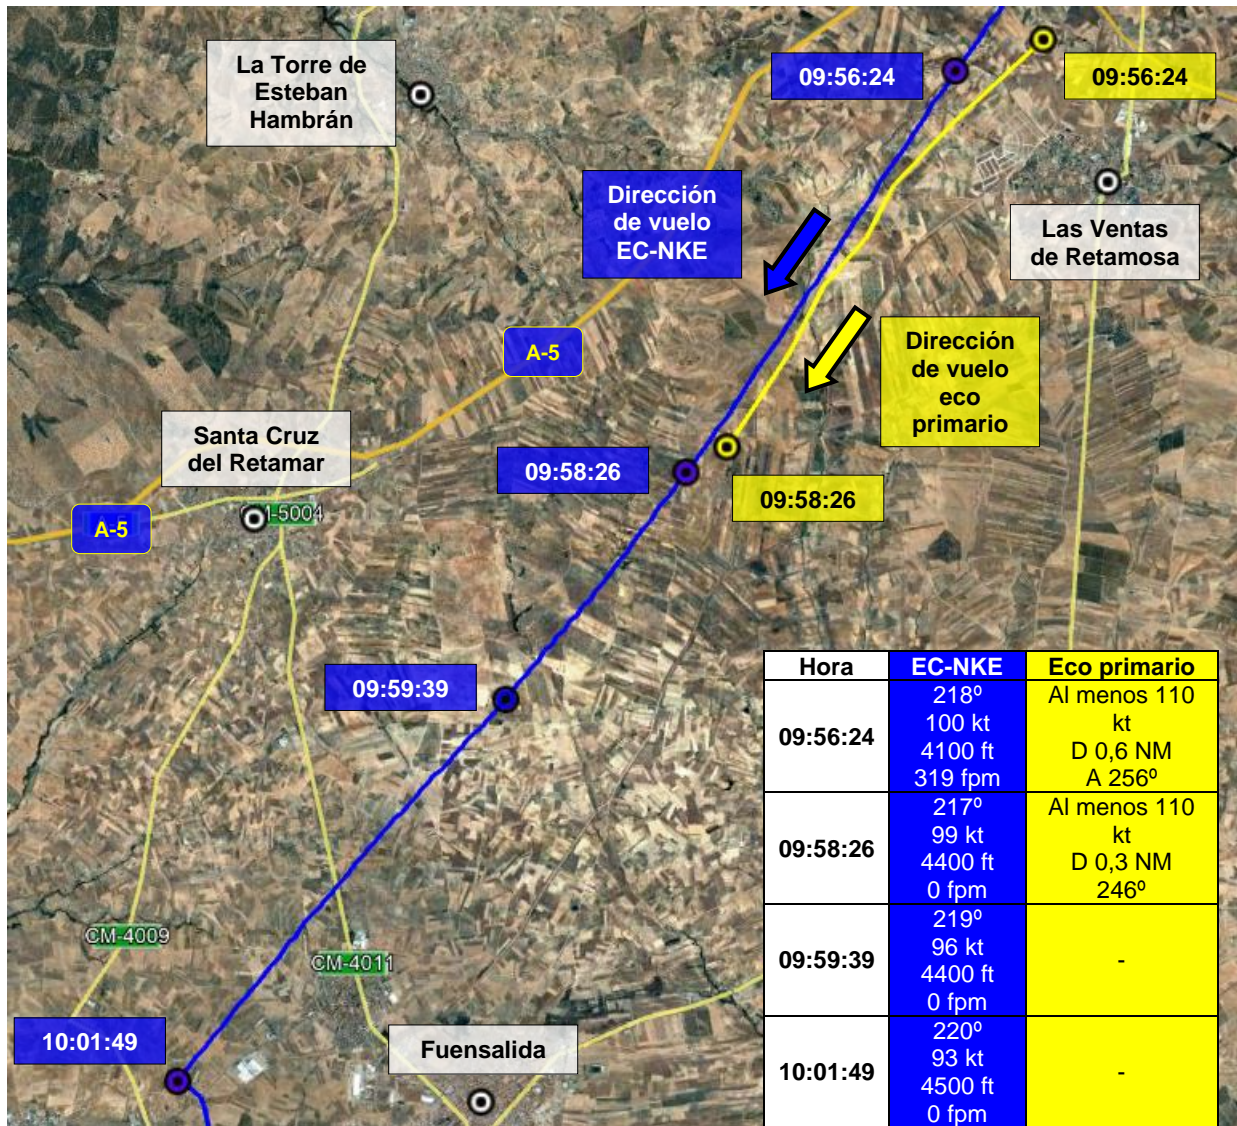 La Torre de
Esteban
Hambrán
09:56:24
09:56:24
Dirección
de vuelo
EC-NKE
Las Ventas
de Retamosa
A-5
Dirección
de vuelo
eco
primario
Santa Cruz
del Retamar
09:58:26
09:58:26
A-5
CM-5004
09:59:39
Hora EC-NKE Eco primario
09:56:24
218º
100 kt
4100 ft
319 fpm
Al menos 110
kt
D 0,6 NM
A 256º
09:58:26
217º
99 kt
4400 ft
0 fpm
Al menos 110
kt
D 0,3 NM
246º
09:59:39
219º
96 kt
4400 ft
0 fpm
-
10:01:49
220º
93 kt
4500 ft
0 fpm
-
CM-4009
CM-4011
10:01:49
Fuensalida